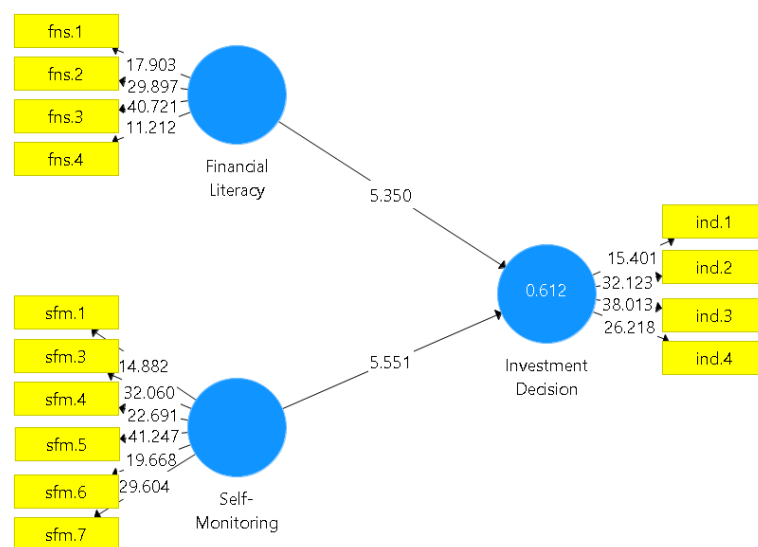 fns.1
fns.2
fns.3
fns.4
17.903
29.897
40.721
11.212
Financial
Literacy
5.350
sfm.1
sfm.3
sfm.4
sfm.5
sfm.6
sfm.7
14.882
32.060
22.691
41.247
19.668
29.604
Self-
Monitoring
5.551
0.612
Investment
Decision
15.401
32.123
38.013
26.218
ind.1
ind.2
ind.3
ind.4